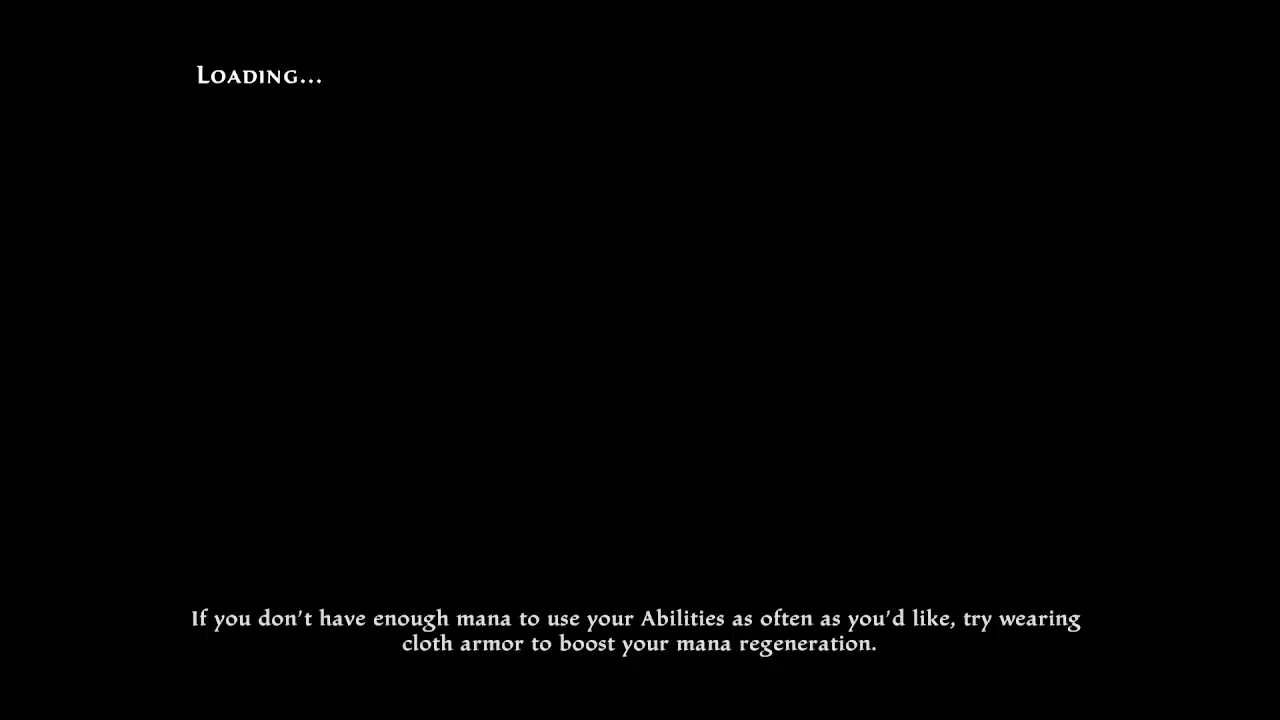 Loading...
If you don't have enough mana to use your Abilities as often as you'd like, try wearing
cloth armor to boost your mana regeneration.